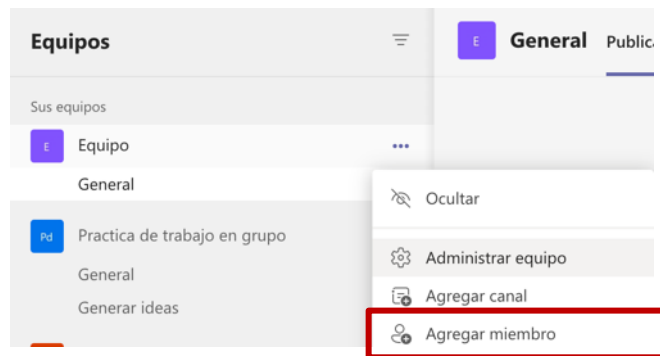 Equipos
E General Public
Sus equipos
E Equipo
General
Ocultar
Pd Practica de trabajo en grupo
Administrar equipo
General
Agregar canal
Generar ideas
Agregar miembro